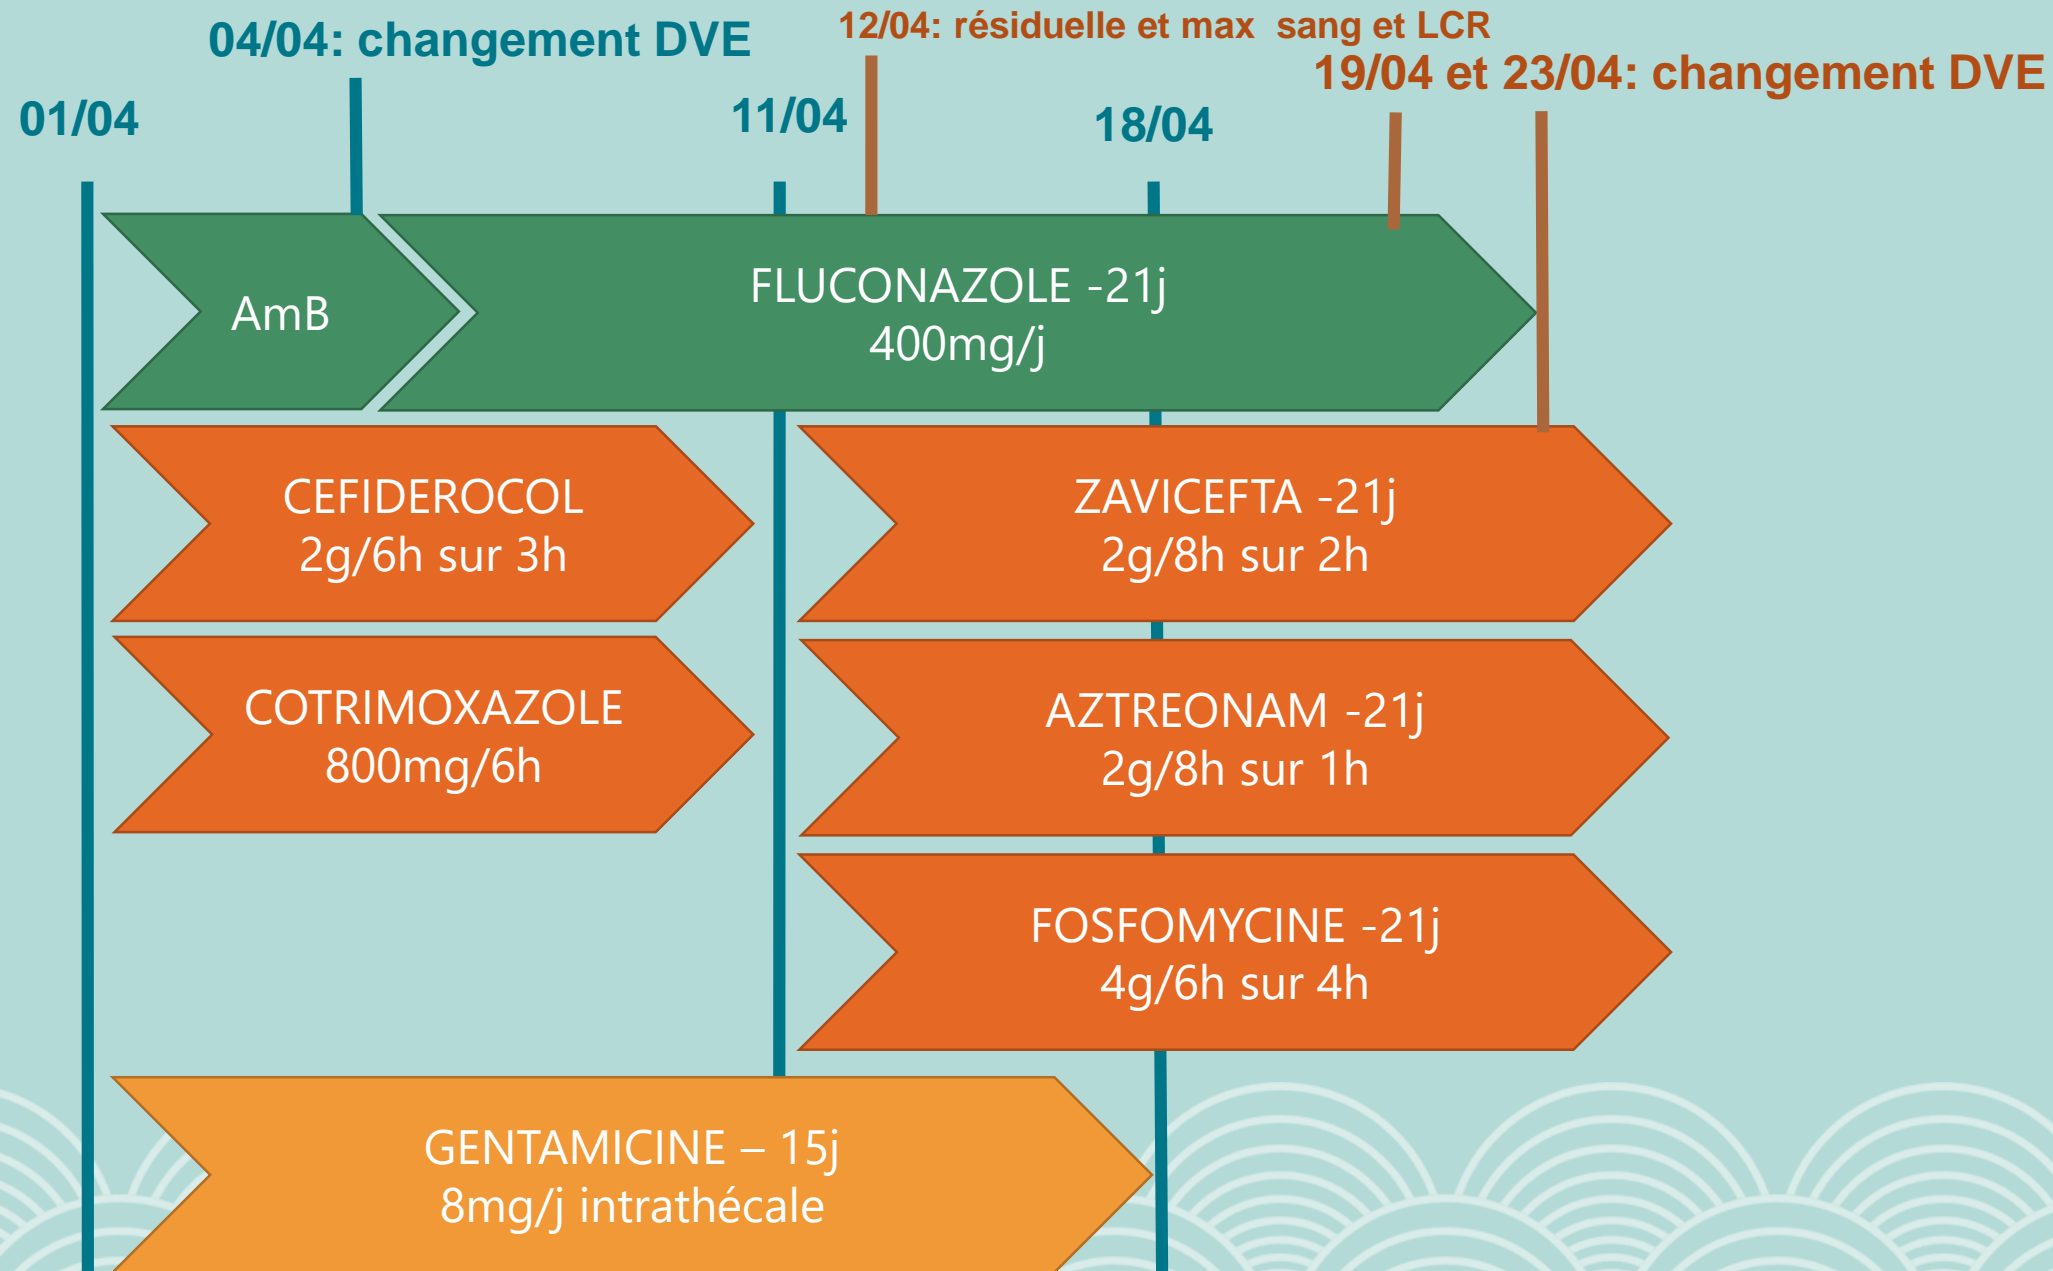 04/04: changement DVE
12/04: résiduelle et max  sang et LCR
19/04 et 23/04: changement DVE
01/04
11/04
18/04
AmB
FLUCONAZOLE -21j
400mg/j
CEFIDEROCOL
2g/6h sur 3h
ZAVICEFTA -21j
2g/8h sur 2h
COTRIMOXAZOLE
800mg/6h
AZTREONAM -21j
2g/8h sur 1h
FOSFOMYCINE -21j
4g/6h sur 4h
GENTAMICINE – 15j
8mg/j intrathécale